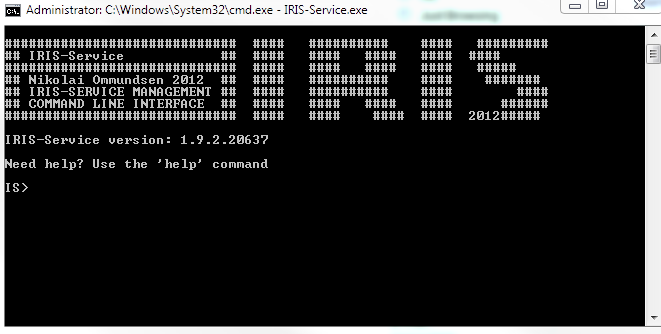 Administrator: C:\Windows\System32\cmd.exe - IRIS-Service.exe
IRIS
## IRIS-Service ##
## Nikolai Ommundsen 2012 ##
## IRIS-SERVICE MANAGEMENT ##
## COMMAND LINE INTERFACE ##
2012#####
IRIS-Service version: 1.9.2.20637
Need help? Use the 'help' command
IS>